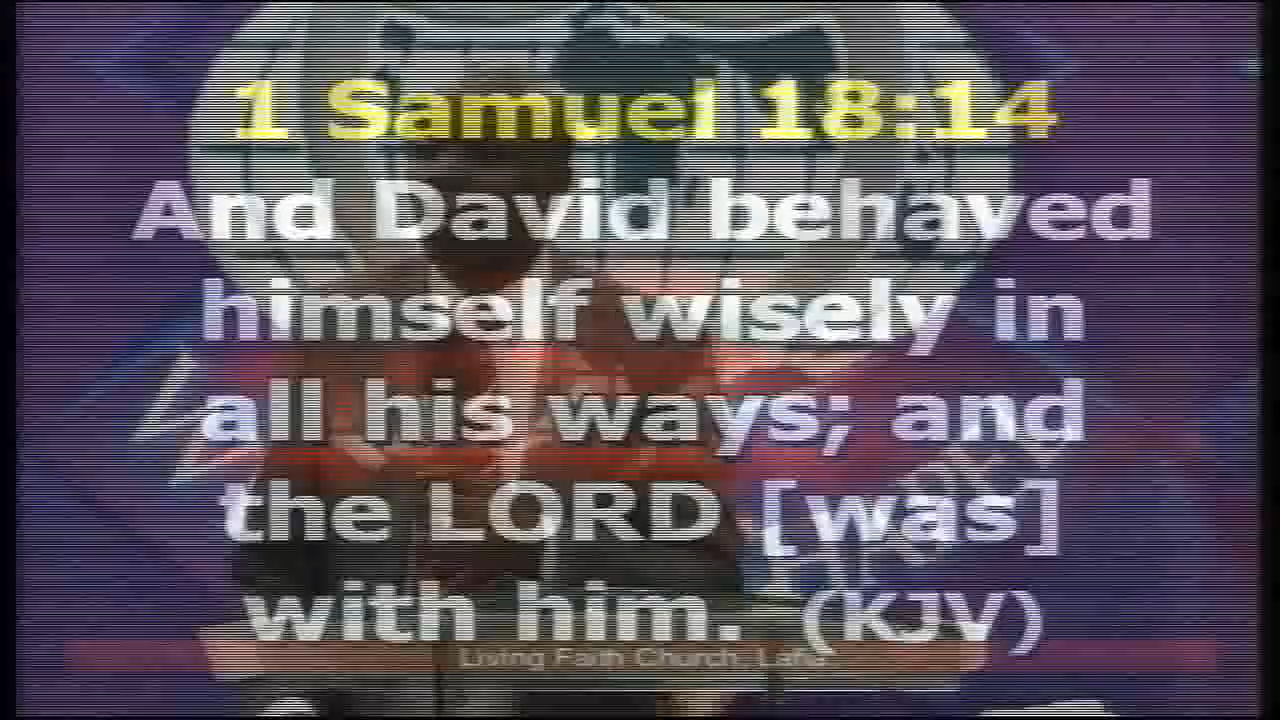 1 Samuel 18:14
And David behaved
himself wisely in
all his ways; and
the LORD [was]
with him. (KJV)
Living Faith Church, Lafia.